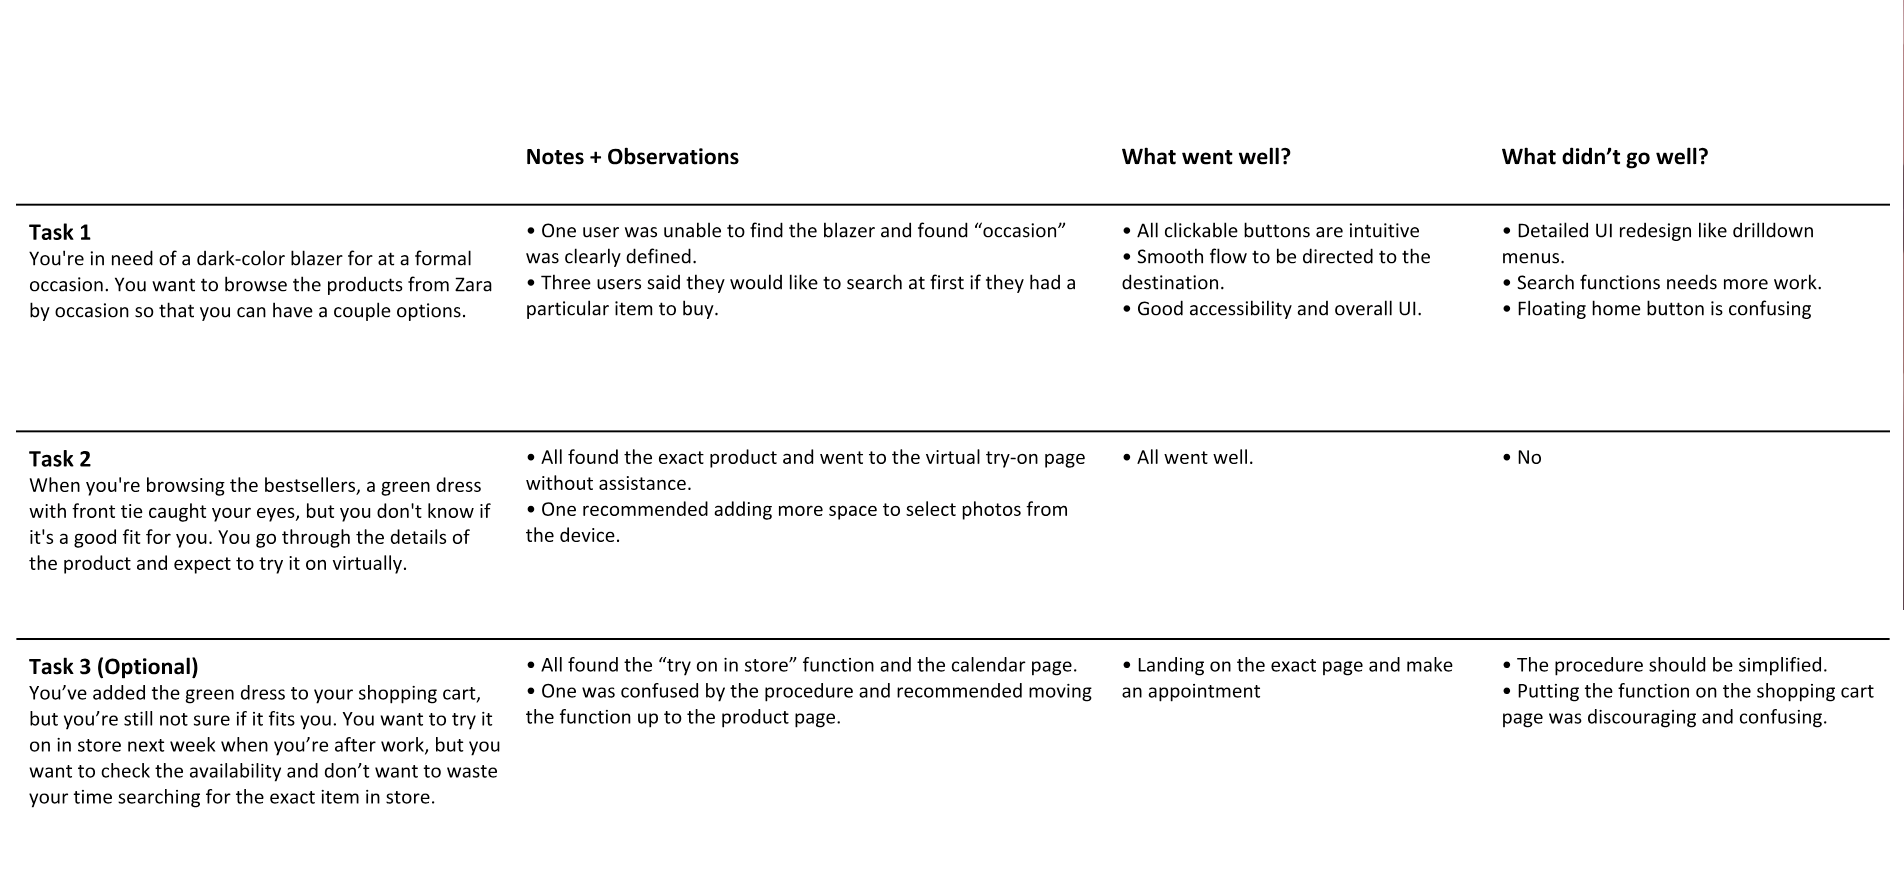 Notes + Observations
What went well?
What didn’t go well?
Task 1
You're in need of a dark-color blazer for at a formal
occasion. You want to browse the products from Zara
by occasion so that you can have a couple options.
• One user was unable to find the blazer and found “occasion”
was clearly defined.
• Three users said they would like to search at first if they had a
particular item to buy.
• All clickable buttons are intuitive
• Smooth flow to be directed to the
destination.
• Good accessibility and overall UI.
• Detailed UI redesign like drilldown
menus.
• Search functions needs more work.
• Floating home button is confusing
Task 2
When you're browsing the bestsellers, a green dress
with front tie caught your eyes, but you don't know if
it's a good fit for you. You go through the details of
the product and expect to try it on virtually.
• All found the exact product and went to the virtual try-on page
without assistance.
• One recommended adding more space to select photos from
the device.
• All went well.
• No
Task 3 (Optional)
You’ve added the green dress to your shopping cart,
but you’re still not sure if it fits you. You want to try it
on in store next week when you’re after work, but you
want to check the availability and don’t want to waste
your time searching for the exact item in store.
• All found the “try on in store” function and the calendar page.
• One was confused by the procedure and recommended moving
the function up to the product page.
• Landing on the exact page and make
an appointment
• The procedure should be simplified.
• Putting the function on the shopping cart
page was discouraging and confusing.